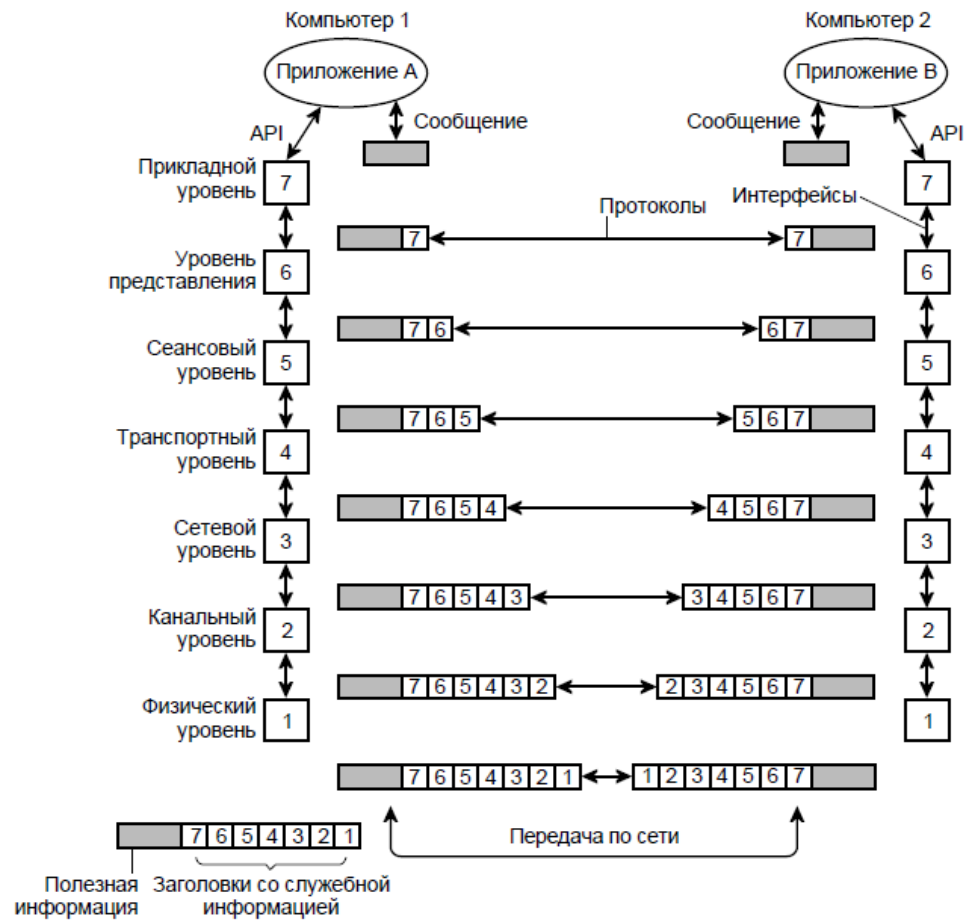 Компьютер 1
Компьютер 2
Приложение A
Приложение B
API
Сообщение
Сообщение
API
Прикладной
уровень
7
7
Протоколы
Интерфейсы
7
7
Уровень
представления
6
6
7 6
6 7
Сеансовый
уровень
5
5
7 6 5
5 6 7
Транспортный
уровень
4
4
7 6 5 4
4 5 6 7
Сетевой
уровень
3
3
7 6 5 4 3
3 4 5 6 7
Канальный
уровень
2
2
7 6 5 4 3 2
2 3 4 5 6 7
Физический
уровень
1
1
7 6 5 4 3 2 1
1 2 3 4 5 6 7
Передача по сети
7 6 5 4 3 2 1
Полезная
информация
Заголовки со служебной
информацией